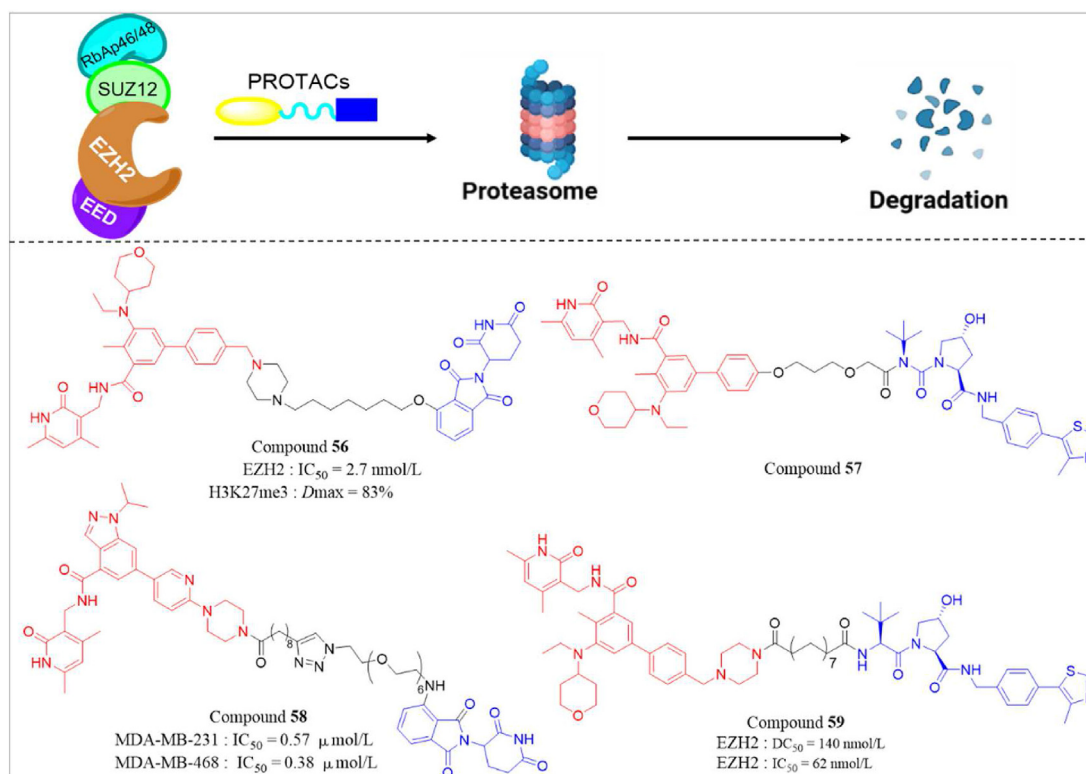 RbAp46/48
SUZ12
EZH2
EED
PROTACs
Proteasome
Degradation
Compound 56
EZH2 : IC50 = 2.7 nmol/L
H3K27me3 : Dmax = 83%
Compound 57
Compound 58
MDA-MB-231 : IC50 = 0.57 μ mol/L
MDA-MB-468 : IC50 = 0.38 μ mol/L
Compound 59
EZH2 : DC50 = 140 nmol/L
EZH2 : IC50 = 62 nmol/L